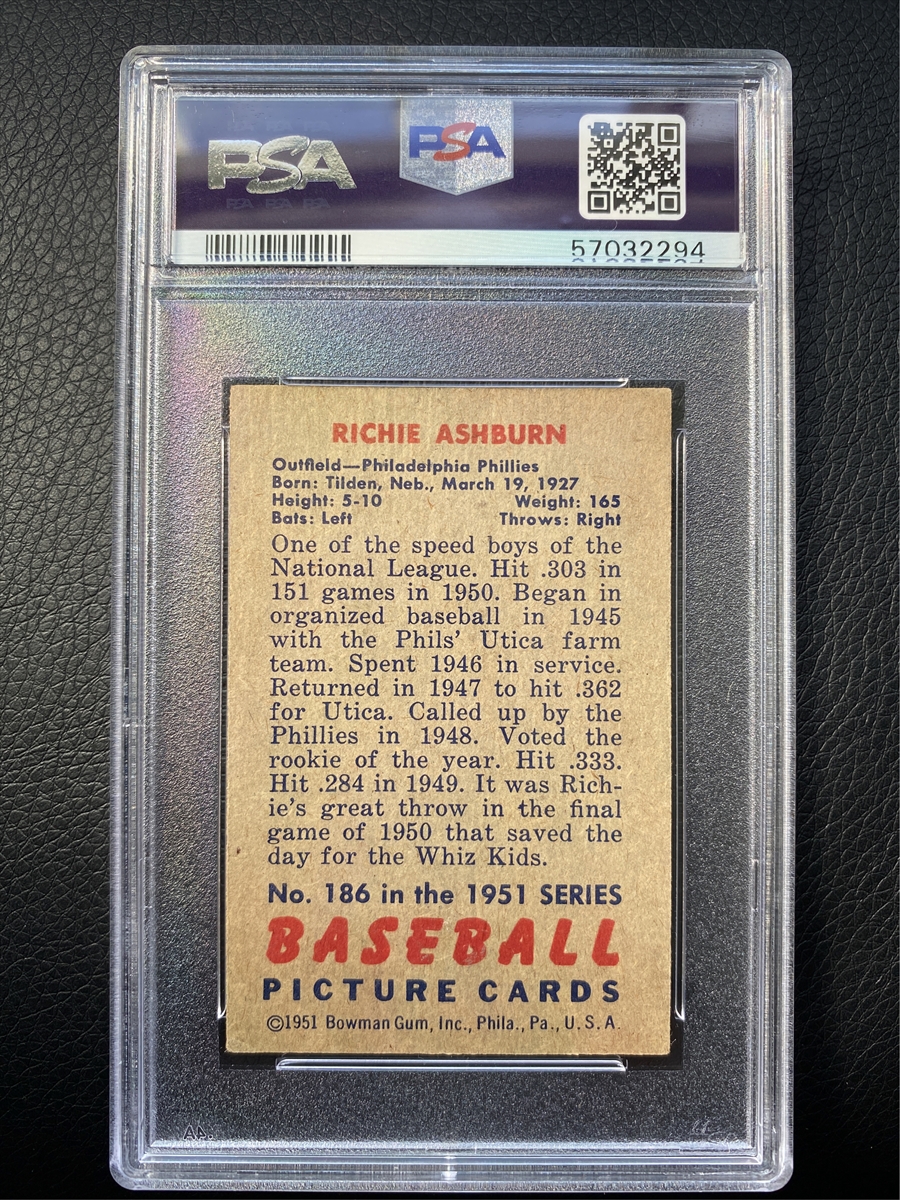 PSA
PSA
PSA PSA PSA
57032294
RICHIE ASHBURN
Outfield—Philadelphia Phillies
Born: Tilden, Neb., March 19, 1927
Height: 5-10 Weight: 165
Bats: Left Throws: Right
One of the speed boys of the
National League. Hit .303 in
151 games in 1950. Began in
organized baseball in 1945
with the Phils' Utica farm
team. Spent 1946 in service.
Returned in 1947 to hit .362
for Utica. Called up by the
Phillies in 1948. Voted the
rookie of the year. Hit .333.
Hit .284 in 1949. It was Rich-
ie's great throw in the final
game of 1950 that saved the
day for the Whiz Kids.
No. 186 in the 1951 SERIES
BASEBALL
PICTURE CARDS
©1951 Bowman Gum, Inc., Phila., Pa., U.S.A.